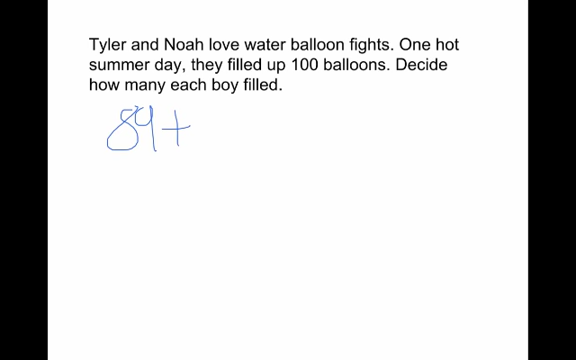 Tyler and Noah love water balloon fights. One hot
summer day, they filled up 100 balloons. Decide
how many each boy filled.
89+